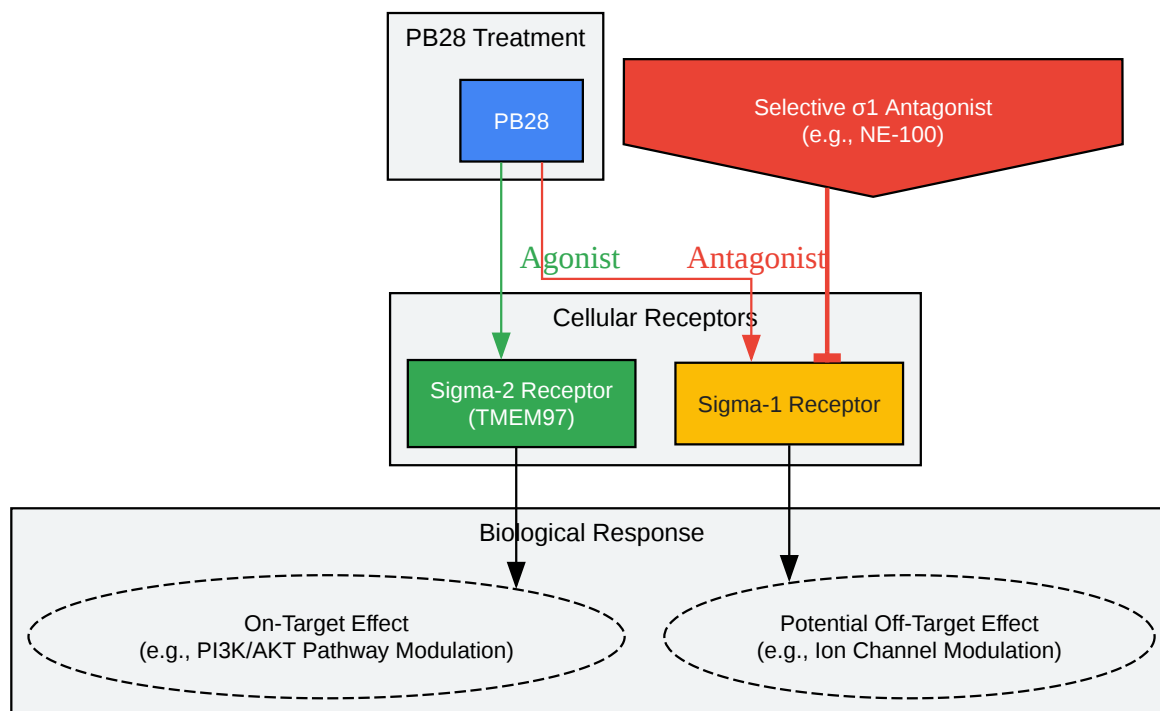 PB28 Treatment
PB28
Selective σ1 Antagonist
(e.g., NE-100)
Agonist
Antagonist
Cellular Receptors
Sigma-2 Receptor
(TMEM97)
Sigma-1 Receptor
Biological Response
On-Target Effect
(e.g., PI3K/AKT Pathway Modulation)
Potential Off-Target Effect
(e.g., Ion Channel Modulation)